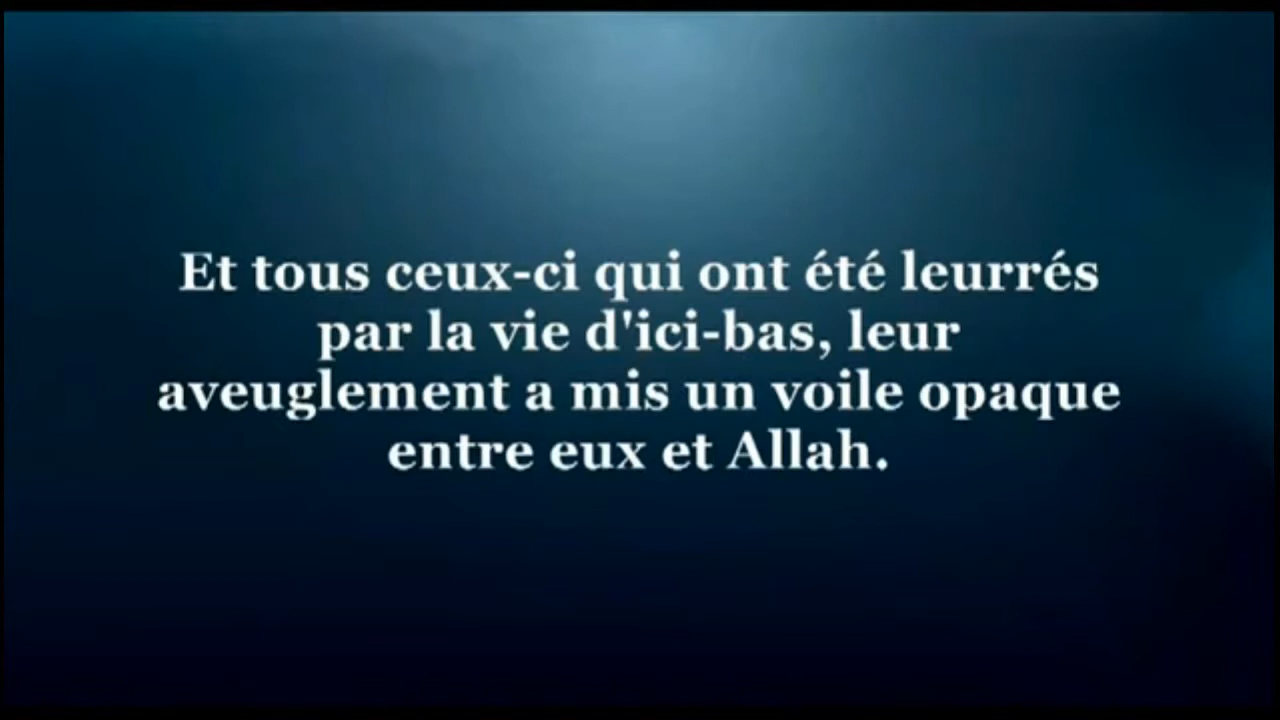 Et tous ceux-ci qui ont été leurrés
par la vie d'ici-bas, leur
aveuglement a mis un voile opaque
entre eux et Allah.